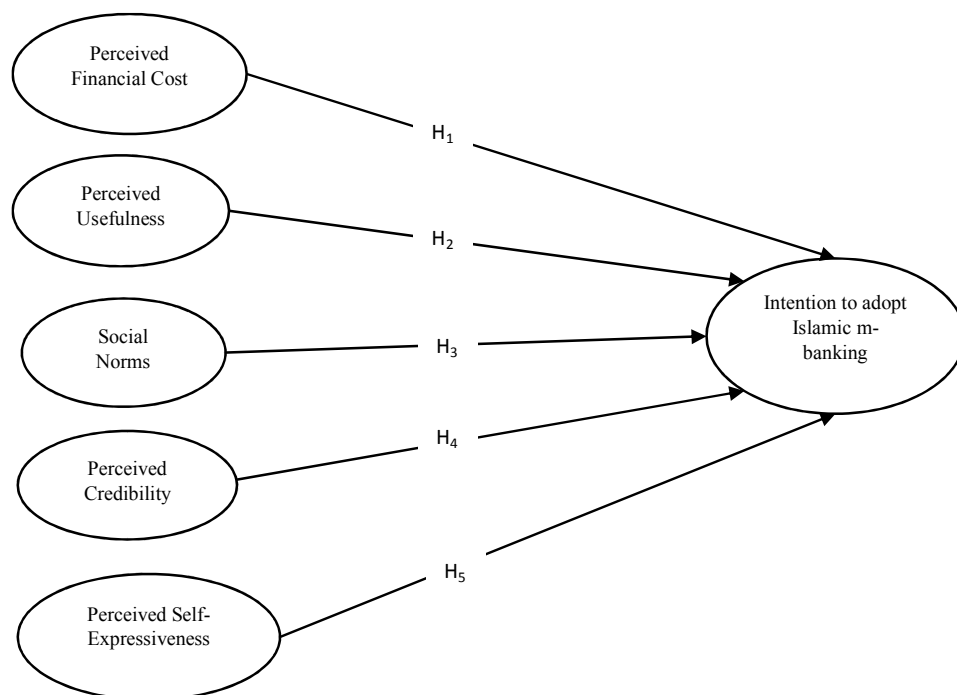 Perceived
Financial Cost
H₁
Perceived
Usefulness
H₂
Social
Norms
H₃
Intention to adopt
Islamic m-
banking
Perceived
Credibility
H₄
Perceived Self-
Expressiveness
H₅